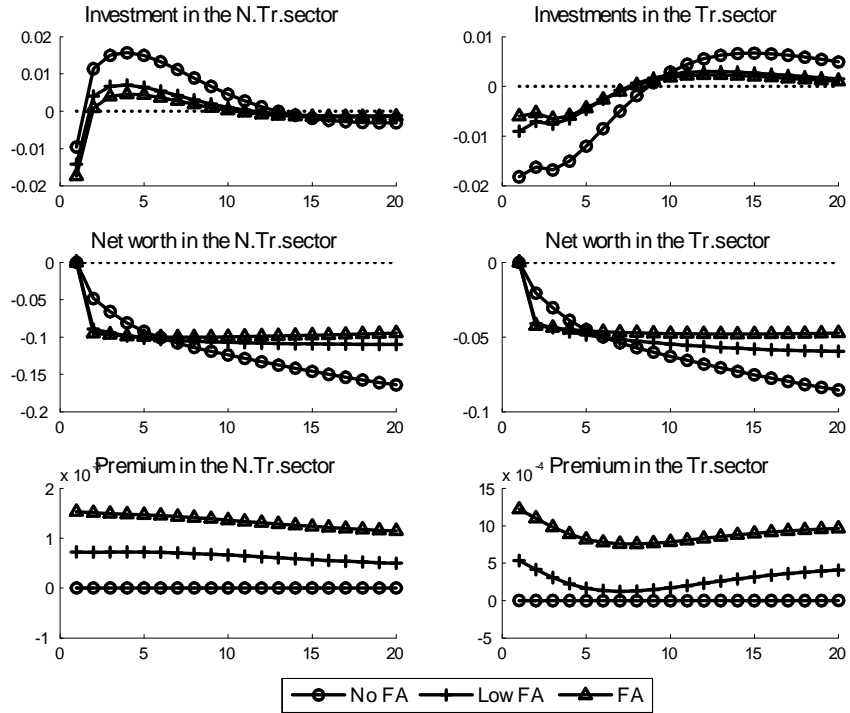 Investment in the N.Tr.sector
0.02
0.01
0
-0.01
-0.02
0 5 10 15 20
Investments in the Tr.sector
0.02
0.01
0
-0.01
-0.02
0 5 10 15 20
Net worth in the N.Tr.sector
0
-0.05
-0.1
-0.15
-0.2
0 5 10 15 20
Net worth in the Tr.sector
0
-0.05
-0.1
0 5 10 15 20
Premium in the N.Tr.sector
2
1
0
-1
0 5 10 15 20
x 10^-4
Premium in the Tr.sector
15
10
5
0
-5
0 5 10 15 20
No FA Low FA FA